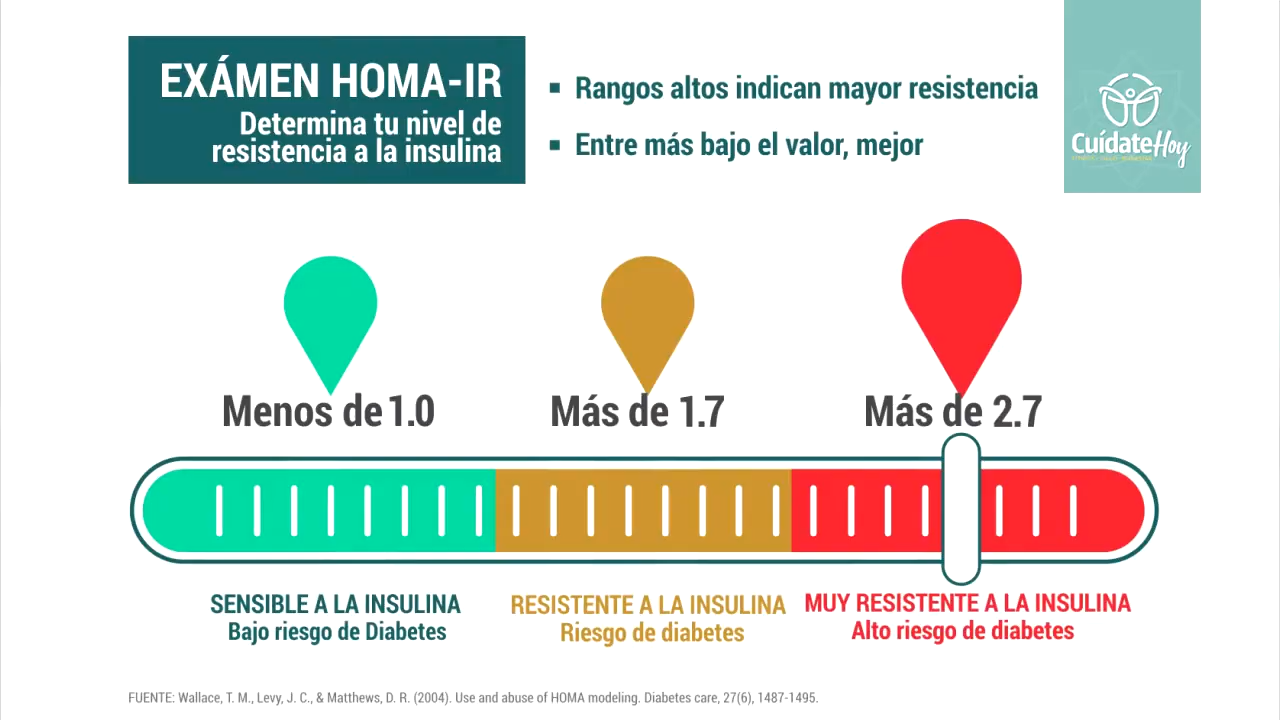 EXÁMEN HOMA-IR
Determina tu nivel de
resistencia a la insulina
▪ Rangos altos indican mayor resistencia
▪ Entre más bajo el valor, mejor
CuídateHoy
Menos de 1.0
Más de 1.7
Más de 2.7
SENSIBLE A LA INSULINA
Bajo riesgo de Diabetes
RESISTENTE A LA INSULINA
Riesgo de diabetes
MUY RESISTENTE A LA INSULINA
Alto riesgo de diabetes
FUENTE: Wallace, T. M., Levy, J. C., & Matthews, D. R. (2004). Use and abuse of HOMA modeling. Diabetes care, 27(6), 1487-1495.